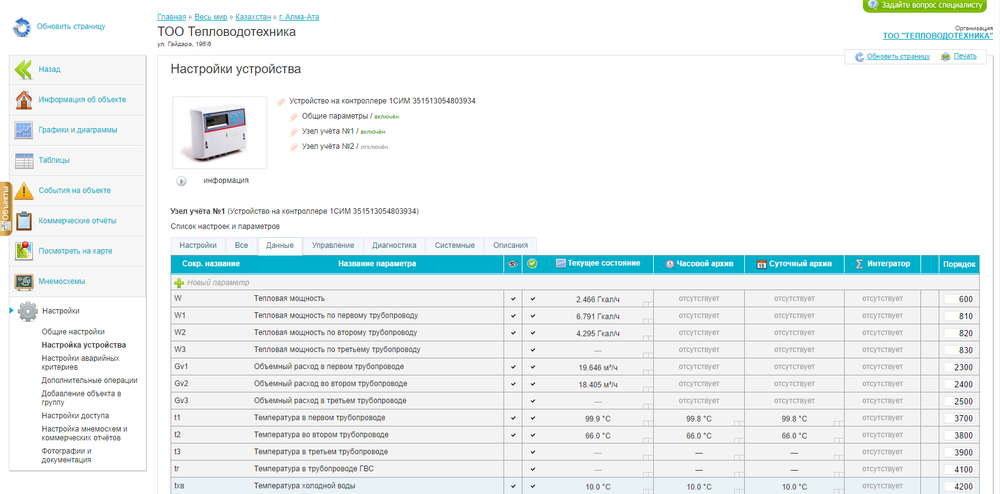 Задайте вопрос специалисту
Обновить страницу
Главная Весь мир Казахстан г. Алма-Ата
ТОО Тепловодотехника
ул. Гайдара, 196\6
Организация
ТОО "ТЕПЛОВОДОТЕХНИКА"
Обновить страницу Печать
Назад
Информация об объекте
Графики и диаграммы
Таблицы
События на объекте
Коммерческие отчёты
Посмотреть на карте
Мнемосхемы
Объекты
Настройки
Общие настройки
Настройка устройства
Настройки аварийных
критериев
Дополнительные операции
Добавление объекта в
группу
Настройки доступа
Настройка мнемосхем и
коммерческих отчётов
Фотографии и
документация
Настройки устройства
Устройство на контроллере 1СИМ 351513054803934
Общие параметры / включён
Узел учёта №1 / включён
Узел учёта №2 / отключён
информация
Узел учёта №1 (Устройство на контроллере 1СИМ 351513054803934)
Список настроек и параметров
Настройки Все Данные Управление Диагностика Системные Описания
Сокр. название Название параметра Текущее состояние Часовой архив 15 Суточный архив Σ Интегратор Порядок
Новый параметр
W Тепловая мощность 2.466 Гкал/ч отсутствует отсутствует отсутствует 600
W1 Тепловая мощность по первому трубопроводу 6.791 Гкал/ч отсутствует отсутствует отсутствует 810
W2 Тепловая мощность по второму трубопроводу 4.295 Гкал/ч отсутствует отсутствует отсутствует 820
W3 Тепловая мощность по третьему трубопроводу — отсутствует отсутствует отсутствует 830
Gv1 Объемный расход в первом трубопроводе 19.646 м³/ч отсутствует отсутствует отсутствует 2300
Gv2 Объемный расход во втором трубопроводе 18.405 м³/ч отсутствует отсутствует отсутствует 2400
Gv3 Объемный расход в третьем трубопроводе — отсутствует отсутствует отсутствует 2500
t1 Температура в первом трубопроводе 99.9 °C 99.8 °C 99.8 °C отсутствует 3700
t2 Температура во втором трубопроводе 66.0 °C 66.0 °C 66.0 °C отсутствует 3800
t3 Температура в третьем трубопроводе — — — отсутствует 3900
tг Температура в трубопроводе ГВС — — — отсутствует 4100
tхв Температура холодной воды 10.0 °C 10.0 °C 10.0 °C отсутствует 4200